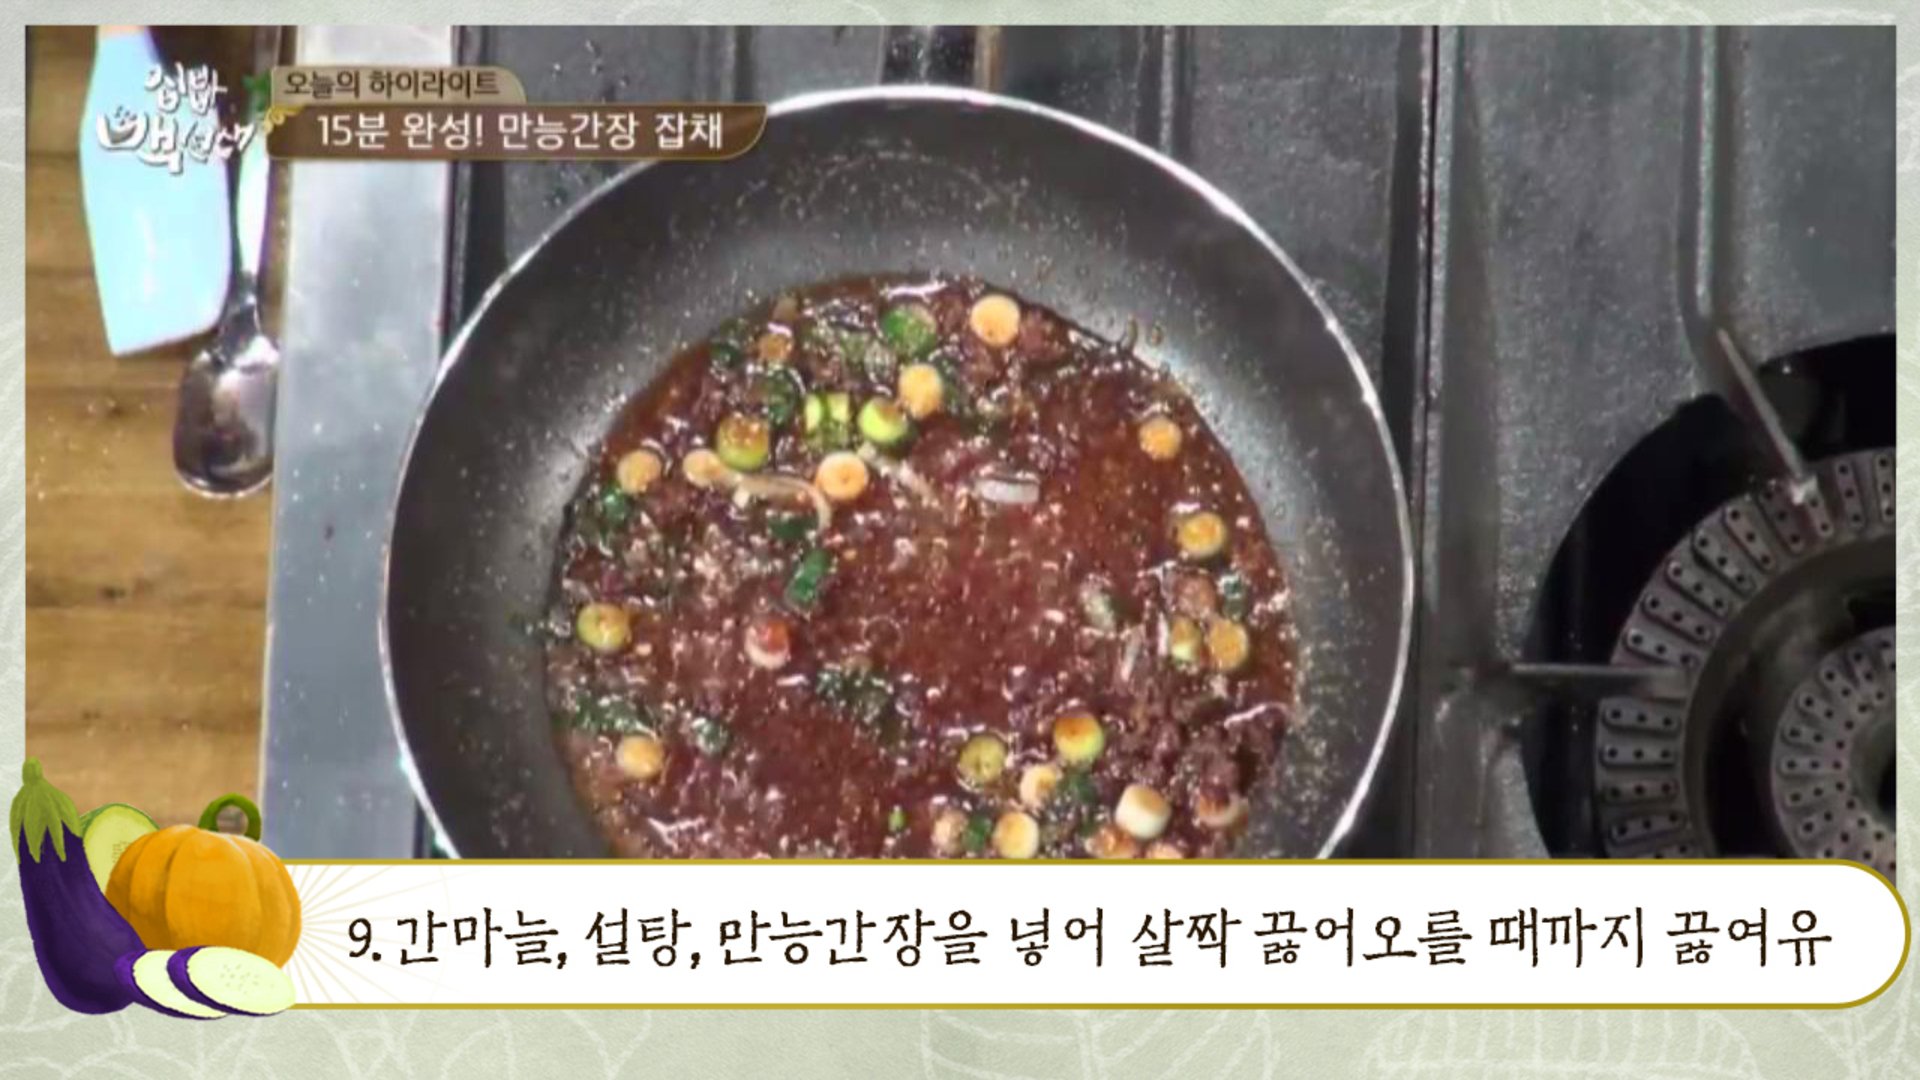 집밥
백선생
오늘의 하이라이트
15분 완성! 만능간장 잡채
9. 간마늘, 설탕, 만능간장을 넣어 살짝 끓어오를 때까지 끓여유